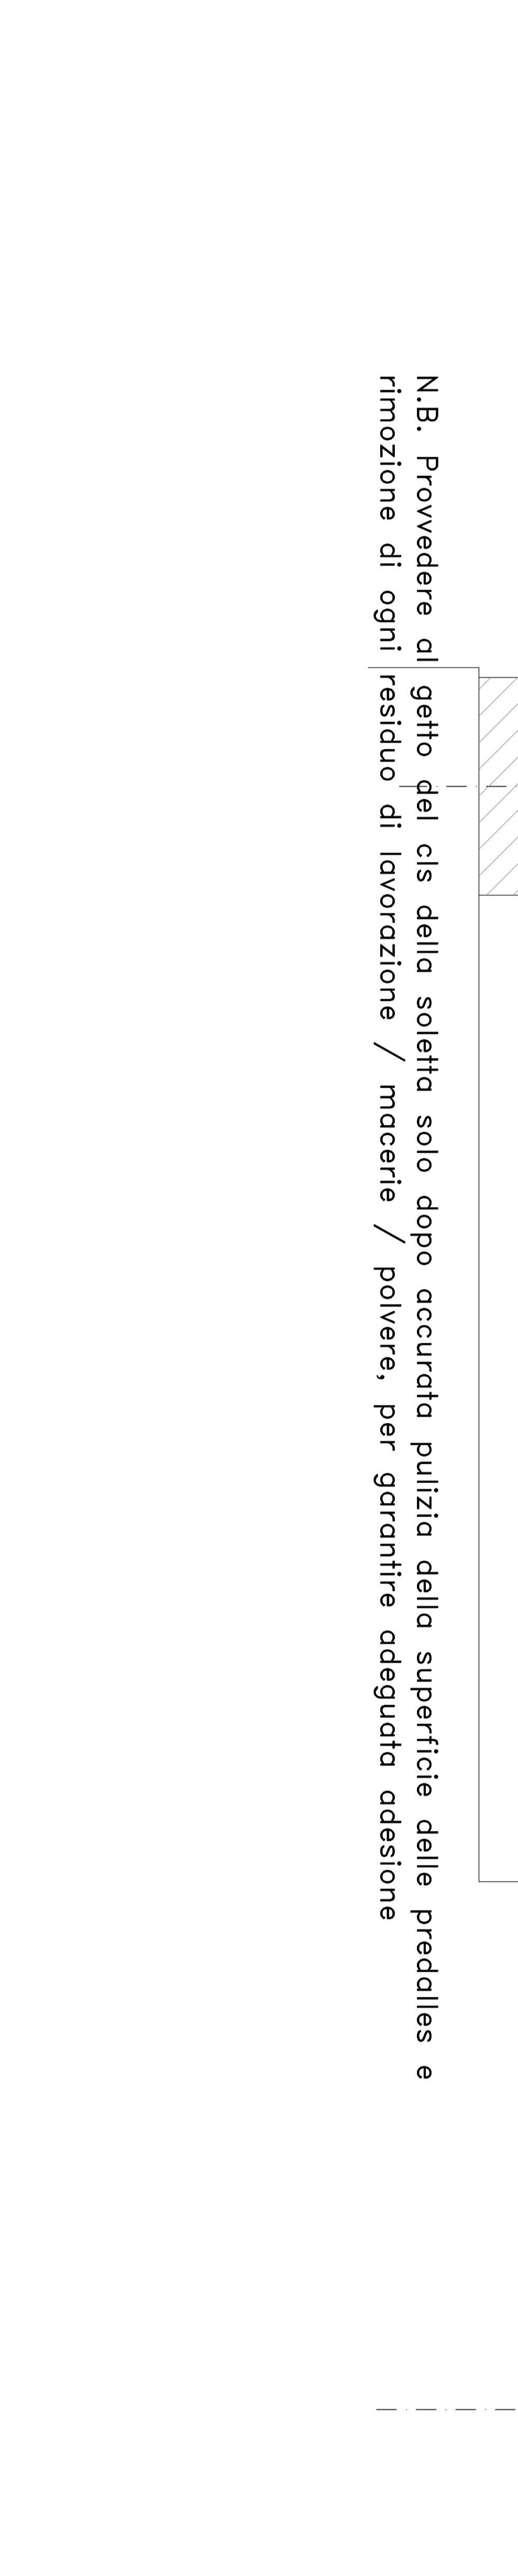 N.B. Provvedere al getto del cls della soletta solo dopo accurata pulizia della superficie delle predalles e
rimozione di ogni residuo di lavorazione / macerie / polvere, per garantire adeguata adesione